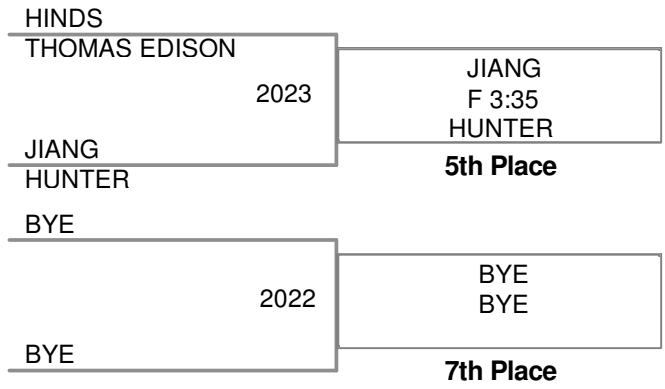 HINDS
THOMAS EDISON
2023
JIANG
F 3:35
HUNTER
JIANG
HUNTER
5th Place
BYE
2022
BYE
BYE
BYE
7th Place